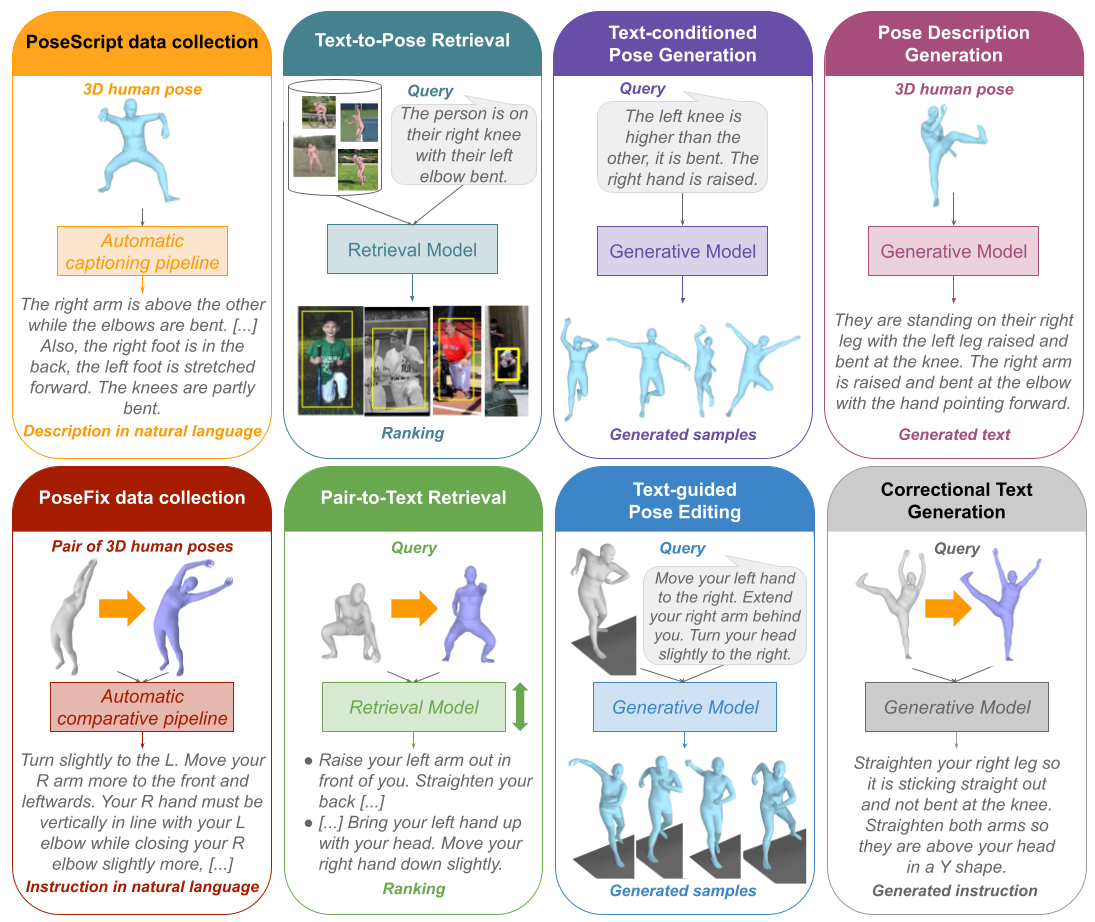 PoseScript data collection
3D human pose
Automatic
captioning pipeline
The right arm is above the other
while the elbows are bent. [...]
Also, the right foot is in the
back, the left foot is stretched
forward. The knees are partly
bent.
Description in natural language
Text-to-Pose Retrieval
Query
The person is on
their right knee
with their left
elbow bent.
Retrieval Model
Ranking
Text-conditioned
Pose Generation
Query
The left knee is
higher than the
other, it is bent. The
right hand is raised.
Generative Model
Generated samples
Pose Description
Generation
3D human pose
Generative Model
They are standing on their right
leg with the left leg raised and
bent at the knee. The right arm
is raised and bent at the elbow
with the hand pointing forward.
Generated text
PoseFix data collection
Pair of 3D human poses
Automatic
comparative pipeline
Turn slightly to the L. Move your
R arm more to the front and
leftwards. Your R hand must be
vertically in line with your L
elbow while closing your R
elbow slightly more, [...]
Instruction in natural language
Pair-to-Text Retrieval
Query
Retrieval Model
● Raise your left arm out in
front of you. Straighten your
back [...]
● [...] Bring your left hand up
with your head. Move your
right hand down slightly.
Ranking
Text-guided
Pose Editing
Query
Move your left hand
to the right. Extend
your right arm behind
you. Turn your head
slightly to the right.
Generative Model
Generated samples
Correctional Text
Generation
Query
Generative Model
Straighten your right leg so
it is sticking straight out
and not bent at the knee.
Straighten both arms so
they are above your head
in a Y shape.
Generated instruction